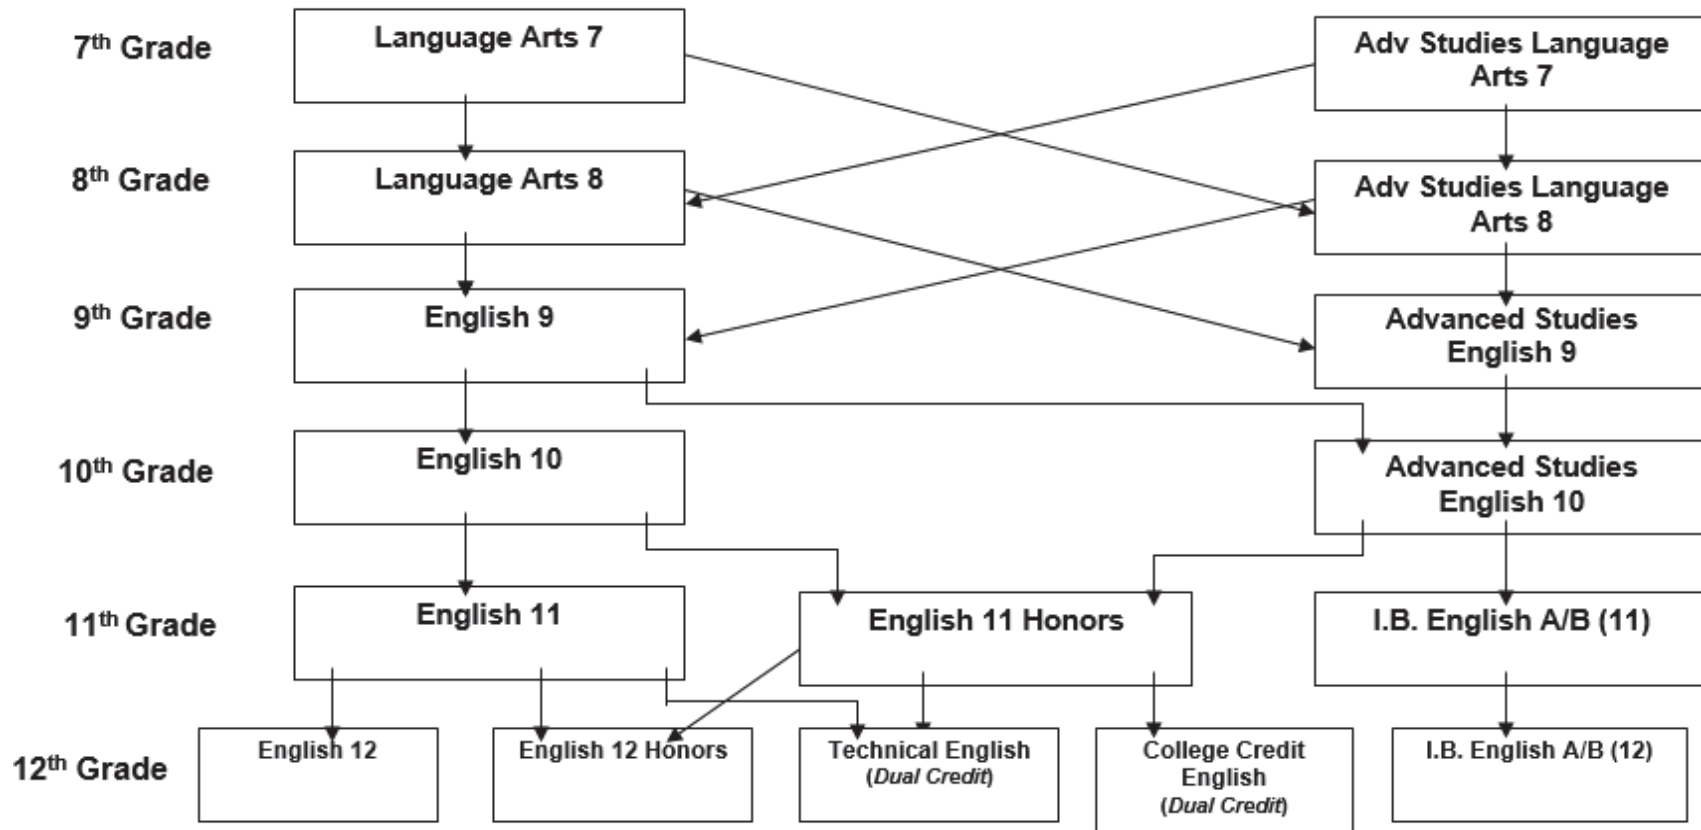 7th Grade
Language Arts 7
Adv Studies Language
Arts 7
8th Grade
Language Arts 8
Adv Studies Language
Arts 8
9th Grade
English 9
Advanced Studies
English 9
10th Grade
English 10
Advanced Studies
English 10
11th Grade
English 11
English 11 Honors
I.B. English A/B (11)
12th Grade
English 12
English 12 Honors
Technical English
(Dual Credit)
College Credit
English
(Dual Credit)
I.B. English A/B (12)